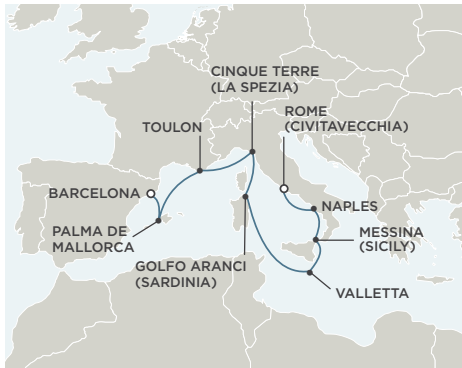 CINQUE TERRE
(LA SPEZIA)
ROME
(CIVITAVECCHIA)
TOULON
BARCELONA
NAPLES
PALMA DE
MALLORCA
MESSINA
(SICILY)
GOLFO ARANCI
(SARDINIA)
VALLETTA